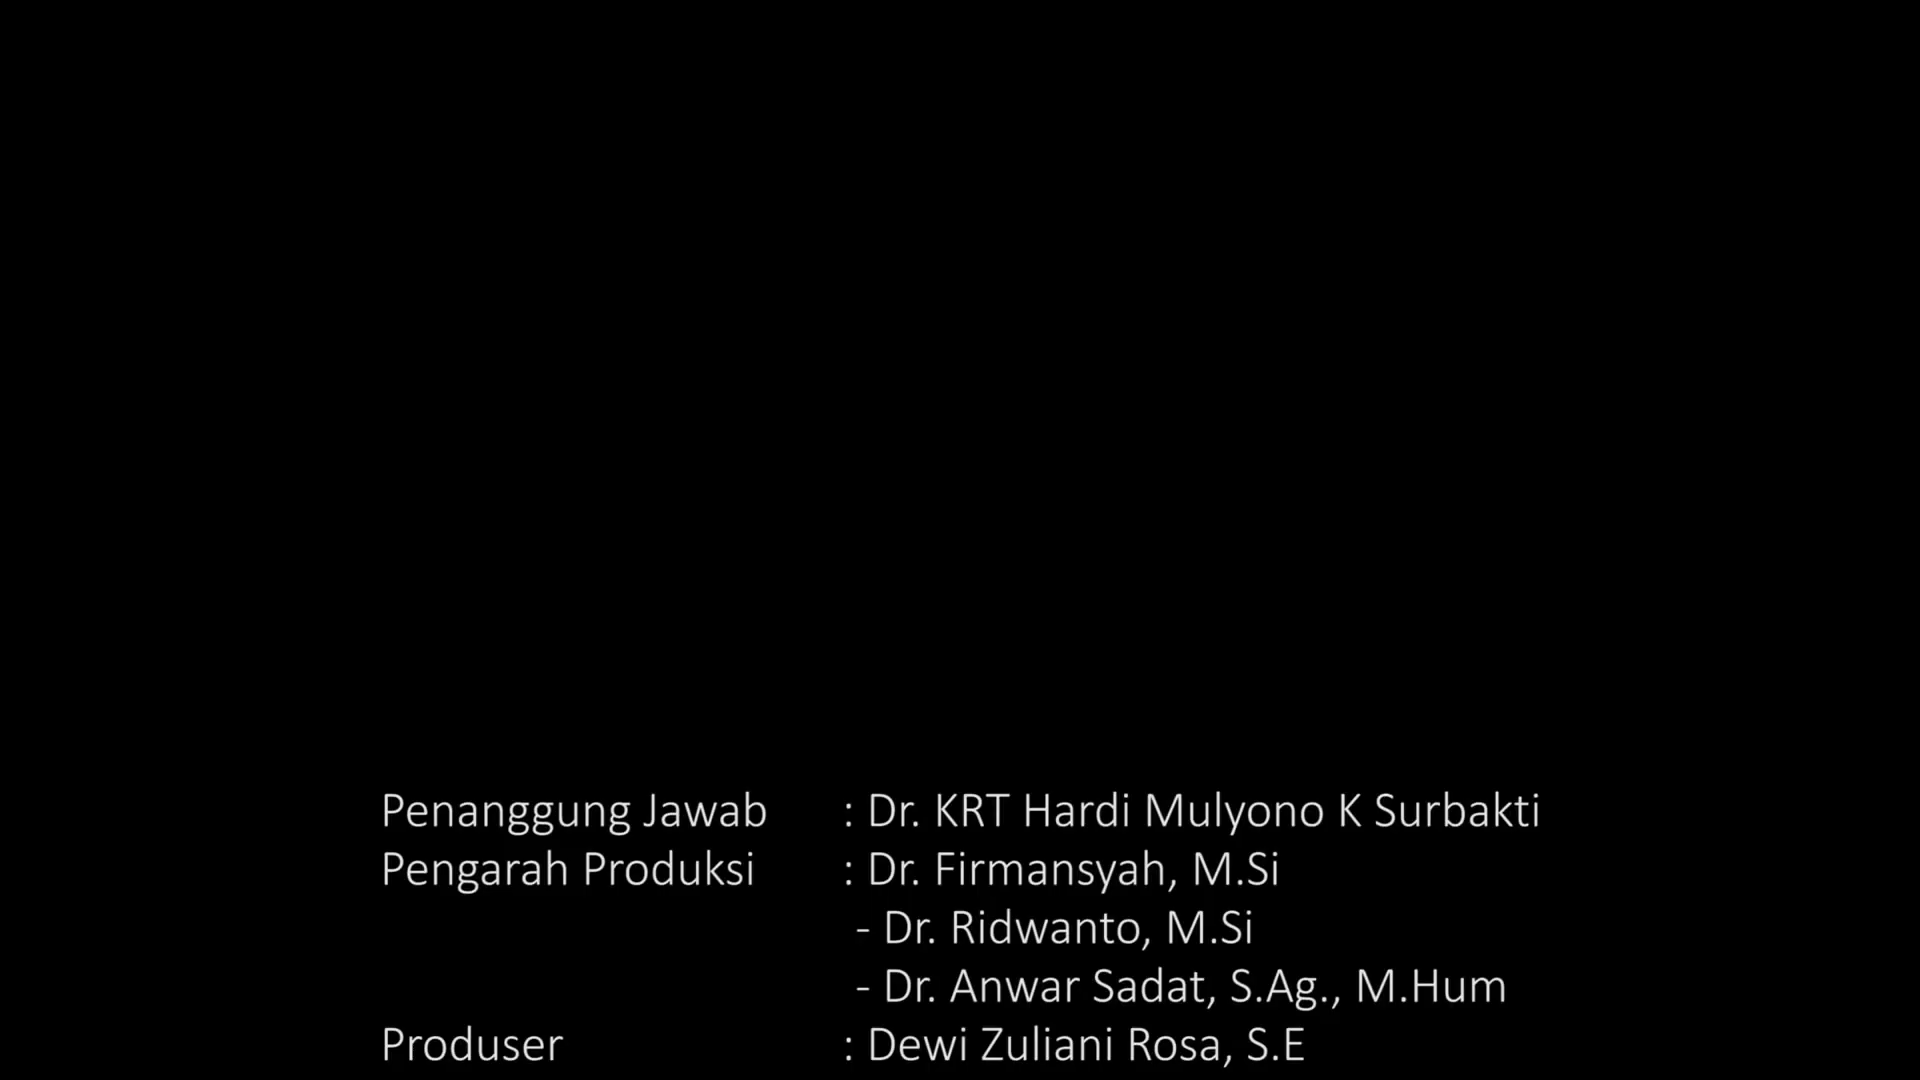 Penanggung Jawab : Dr. KRT Hardi Mulyono K Surbakti
Pengarah Produksi : Dr. Firmansyah, M.Si
- Dr. Ridwanto, M.Si
- Dr. Anwar Sadat, S.Ag., M.Hum
Produser : Dewi Zuliani Rosa, S.E